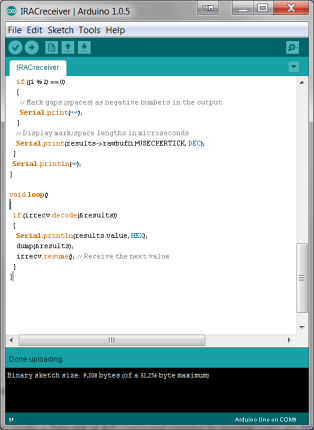 IRACreceiver | Arduino 1.0.5
File Edit Sketch Tools Help
IRACreceiver
if ((i % 2) == 0)
{
// Mark gaps (spaces) as negative numbers in the output
Serial.print("-");
}
// Display mark/space lengths in microseconds
Serial.print(results->rawbuf[i]*USECPERTICK, DEC);
}
Serial.println("");
}
void loop()
{
if (irrecv.decode(&results))
{
Serial.println(results.value, HEX);
dump(&results);
irrecv.resume(); // Receive the next value
}
}
Done uploading.
Binary sketch size: 9,208 bytes (of a 32,256 byte maximum)
Arduino Uno on COM9